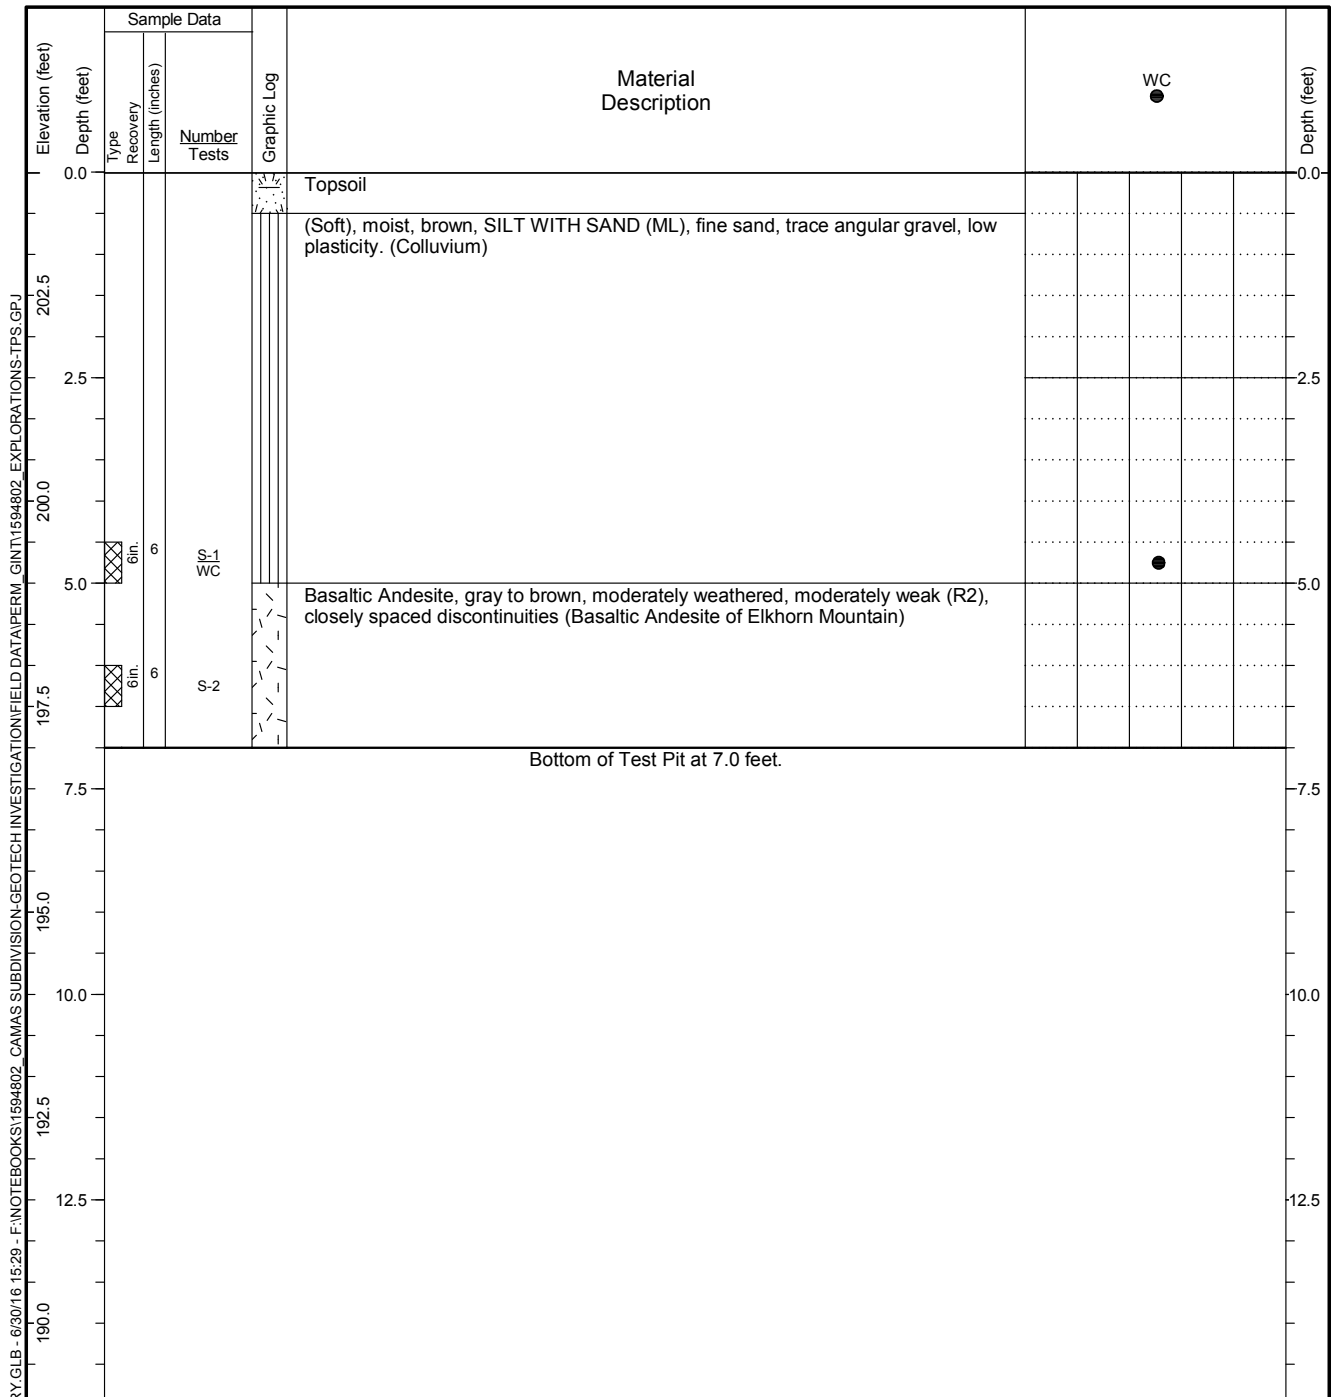 Sample Data
Elevation (feet)
Depth (feet)
Type
Recovery
Length (inches)
Number
Tests
Graphic Log
Material
Description
WC
Depth (feet)
0.0
Topsoil
0.0
(Soft), moist, brown, SILT WITH SAND (ML), fine sand, trace angular gravel, low
plasticity. (Colluvium)
202.5
2.5
2.5
200.0
6in.
6
S-1
WC
5.0
5.0
Basaltic Andesite, gray to brown, moderately weathered, moderately weak (R2),
closely spaced discontinuities (Basaltic Andesite of Elkhorn Mountain)
197.5
6in.
6
S-2
Bottom of Test Pit at 7.0 feet.
7.5
7.5
195.0
10.0
10.0
192.5
12.5
12.5
190.0
RY.GLB - 6/30/16 15:29 - F:\NOTEBOOKS\1594802_CAMAS SUBDIVISION-GEOTECH INVESTIGATION\FIELD DATA\PERM_GINT\1594802_EXPLORATIONS-TPS.GPJ